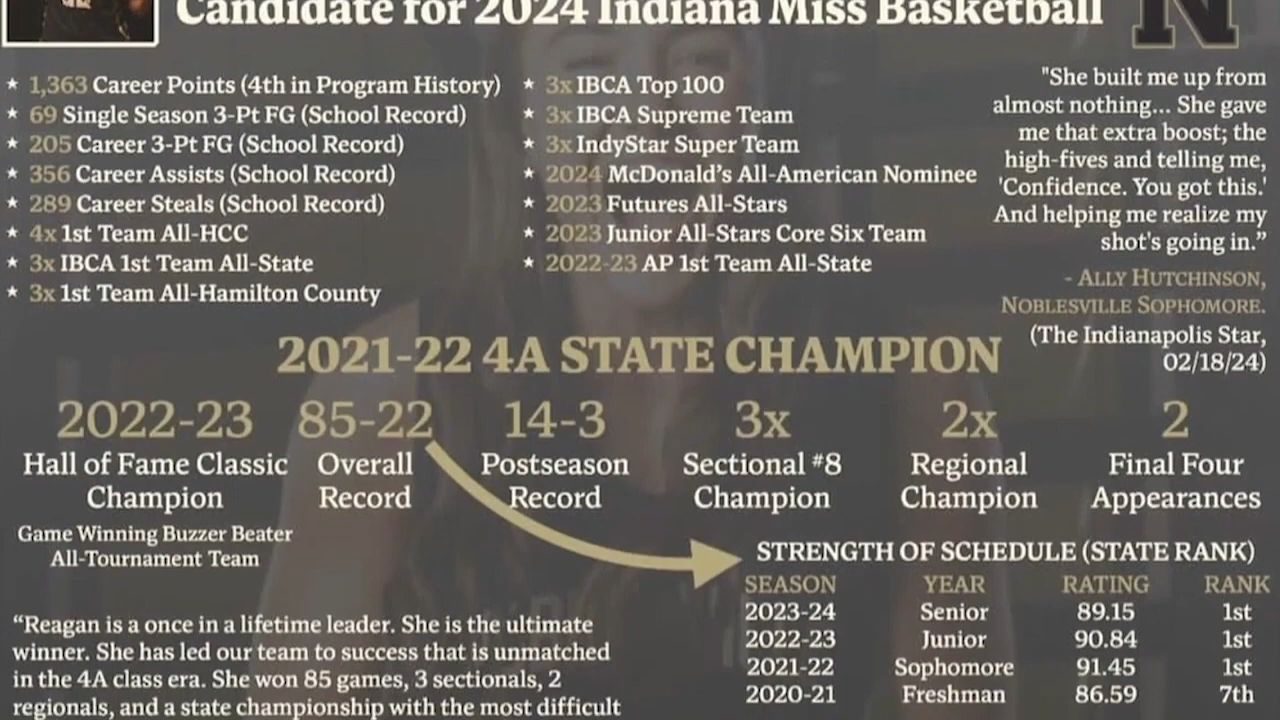 Candidate for 2024 Indiana Miss Basketball
N
★ 1,363 Career Points (4th in Program History)
★ 69 Single Season 3-Pt FG (School Record)
★ 205 Career 3-Pt FG (School Record)
★ 356 Career Assists (School Record)
★ 289 Career Steals (School Record)
★ 4x 1st Team All-HCC
★ 3x IBCA 1st Team All-State
★ 3x 1st Team All-Hamilton County
★ 3x IBCA Top 100
★ 3x IBCA Supreme Team
★ 3x IndyStar Super Team
★ 2024 McDonald's All-American Nominee
★ 2023 Futures All-Stars
★ 2023 Junior All-Stars Core Six Team
★ 2022-23 AP 1st Team All-State
"She built me up from
almost nothing... She gave
me that extra boost; the
high-fives and telling me,
'Confidence. You got this.'
And helping me realize my
shot's going in.”
- ALLY HUTCHINSON,
NOBLESVILLE SOPHOMORE.
(The Indianapolis Star,
02/18/24)
2021-22 4A STATE CHAMPION
2022-23
Hall of Fame Classic
Champion
Game Winning Buzzer Beater
All-Tournament Team
85-22
Overall
Record
14-3
Postseason
Record
3x
Sectional #8
Champion
2x
Regional
Champion
2
Final Four
Appearances
STRENGTH OF SCHEDULE (STATE RANK)
SEASON YEAR RATING RANK
2023-24 Senior 89.15 1st
2022-23 Junior 90.84 1st
2021-22 Sophomore 91.45 1st
2020-21 Freshman 86.59 7th
“Reagan is a once in a lifetime leader. She is the ultimate
winner. She has led our team to success that is unmatched
in the 4A class era. She won 85 games, 3 sectionals, 2
regionals, and a state championship with the most difficult